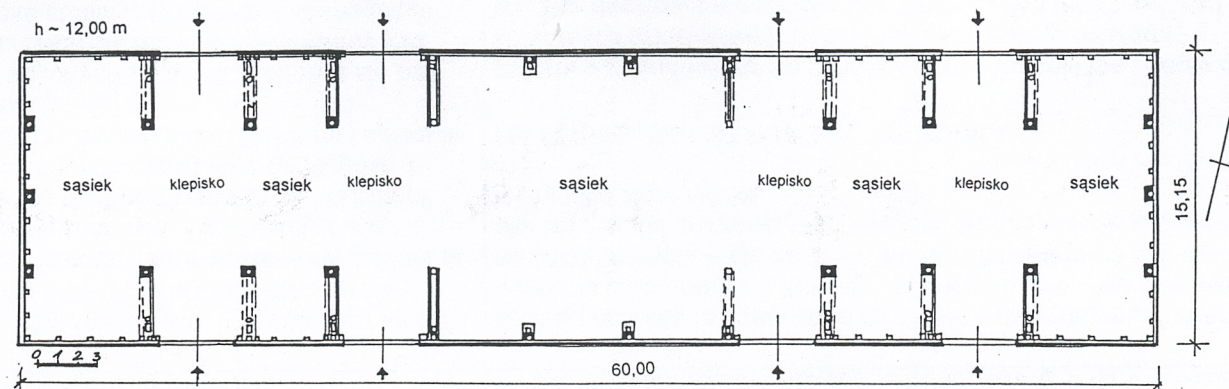 h ~ 12,00 m
sąsiek klepisko sąsiek klepisko sąsiek klepisko sąsiek klepisko sąsiek
15,15
0 1 2 3
60,00